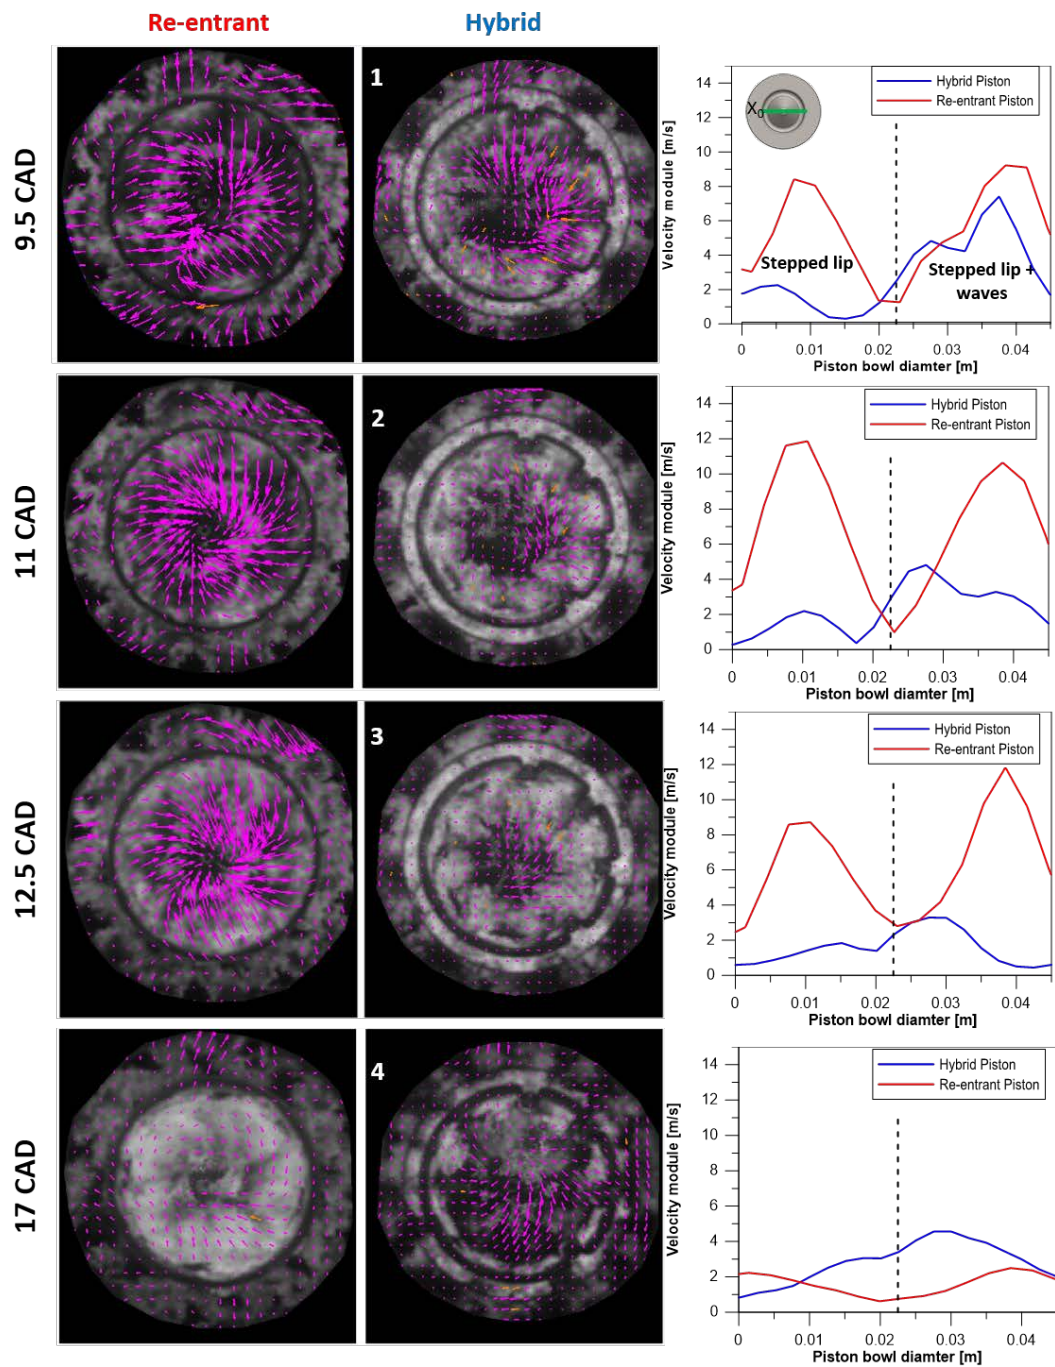 Re-entrant
Hybrid
9.5 CAD
1
Velocity module [m/s]
14
12
10
8
6
4
2
0
Hybrid Piston
Re-entrant Piston
X0
Stepped lip
Stepped lip +
waves
0
0.01
0.02
0.03
0.04
Piston bowl diamter [m]
11 CAD
2
Velocity module [m/s]
14
12
10
8
6
4
2
0
Hybrid Piston
Re-entrant Piston
0
0.01
0.02
0.03
0.04
Piston bowl diamter [m]
12.5 CAD
3
Velocity module [m/s]
14
12
10
8
6
4
2
0
Hybrid Piston
Re-entrant Piston
0
0.01
0.02
0.03
0.04
Piston bowl diamter [m]
17 CAD
4
Velocity module [m/s]
14
12
10
8
6
4
2
0
Hybrid Piston
Re-entrant Piston
0
0.01
0.02
0.03
0.04
Piston bowl diamter [m]